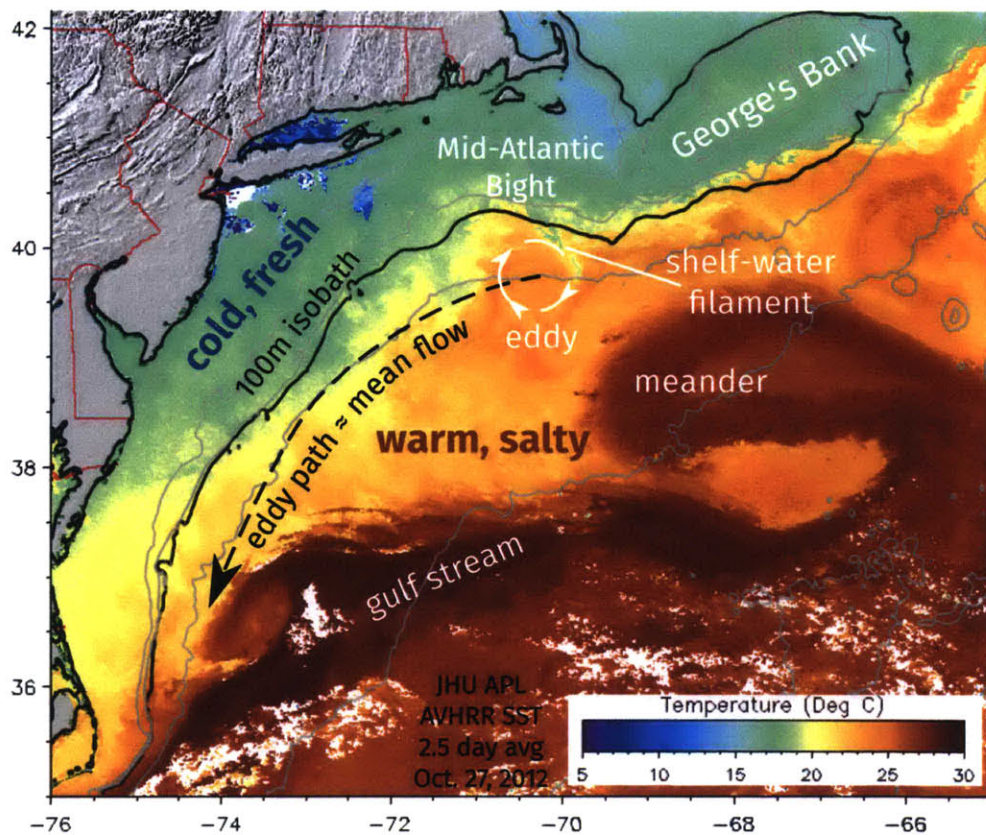 42
40
38
36
George's Bank
Mid-Atlantic
Bight
cold, fresh
100m isobath
shelf-water
filament
eddy
eddy path ≈ mean flow
meander
warm, salty
gulf stream
JHU APL
AVHRR SST
2.5 day avg
Oct. 27, 2012
Temperature (Deg C)
5 10 15 20 25 30
−76 −74 −72 −70 −68 −66